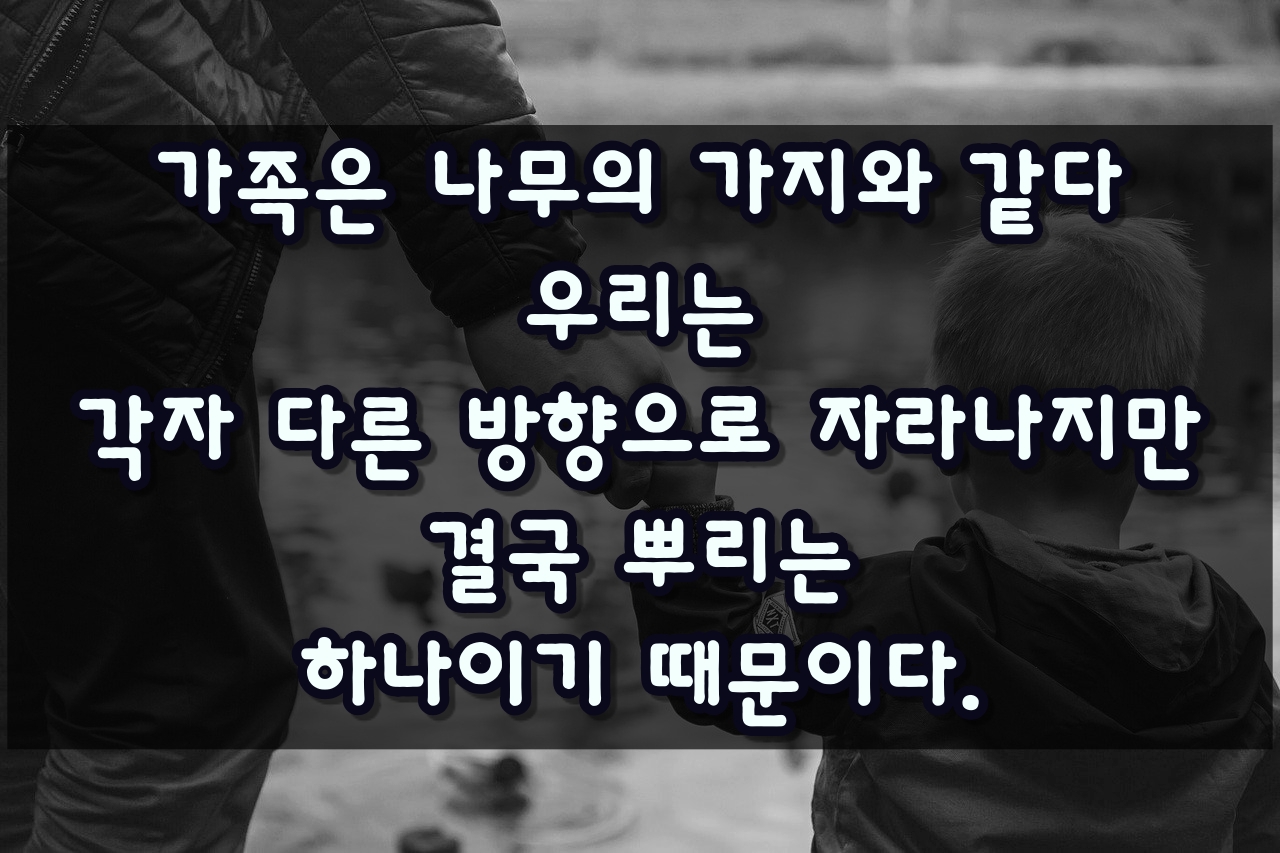 가족은 나무의 가지와 같다
우리는
각자 다른 방향으로 자라나지만
결국 뿌리는
하나이기 때문이다.